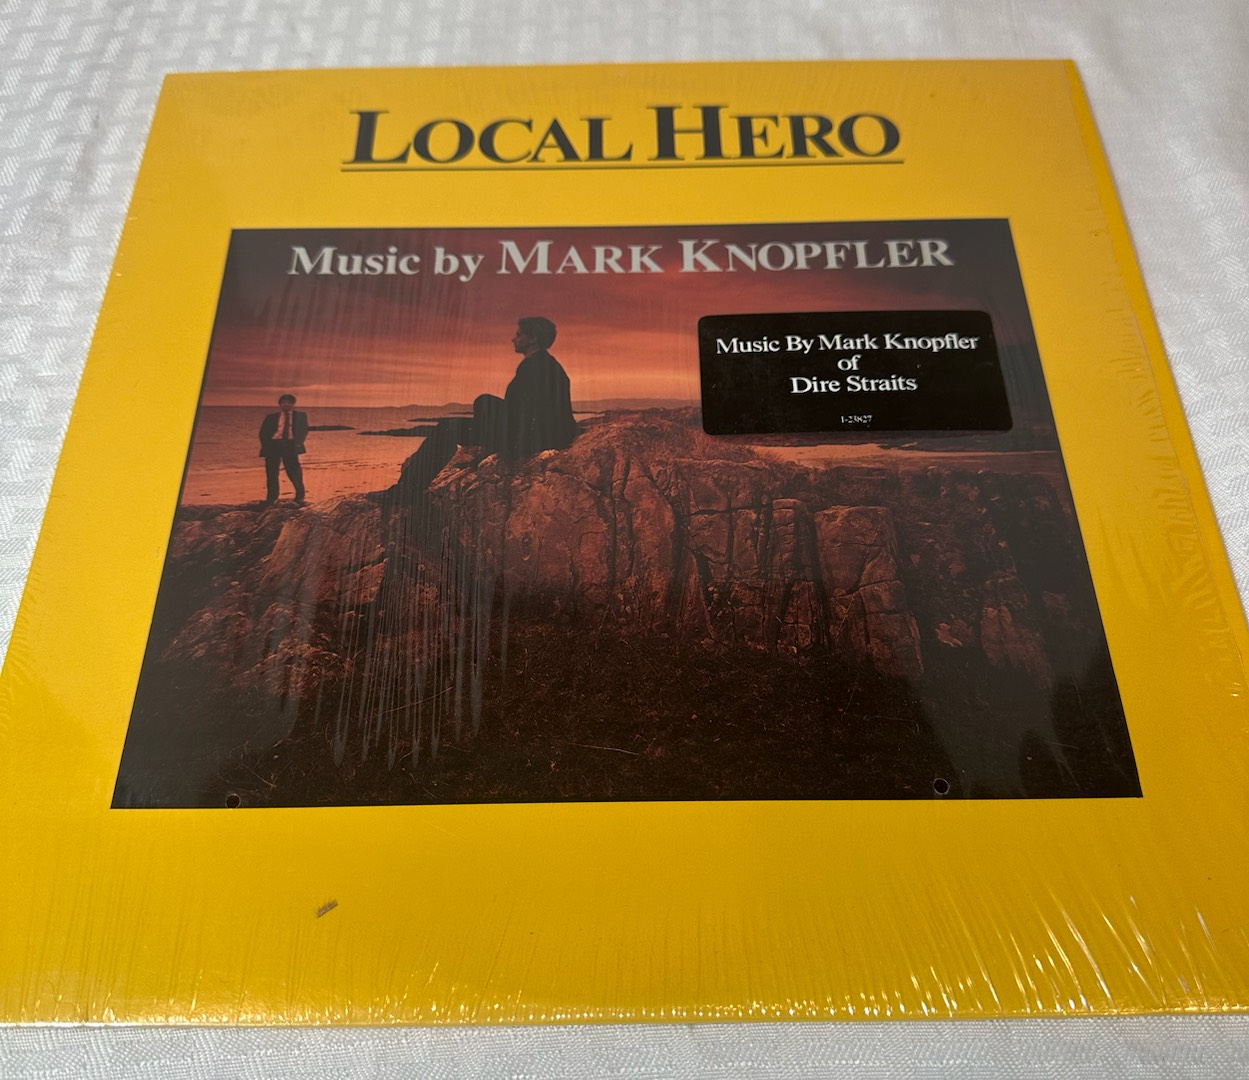 LOCAL HERO
Music by MARK KNOPFLER
Music By Mark Knopfler
of
Dire Straits
1-23827